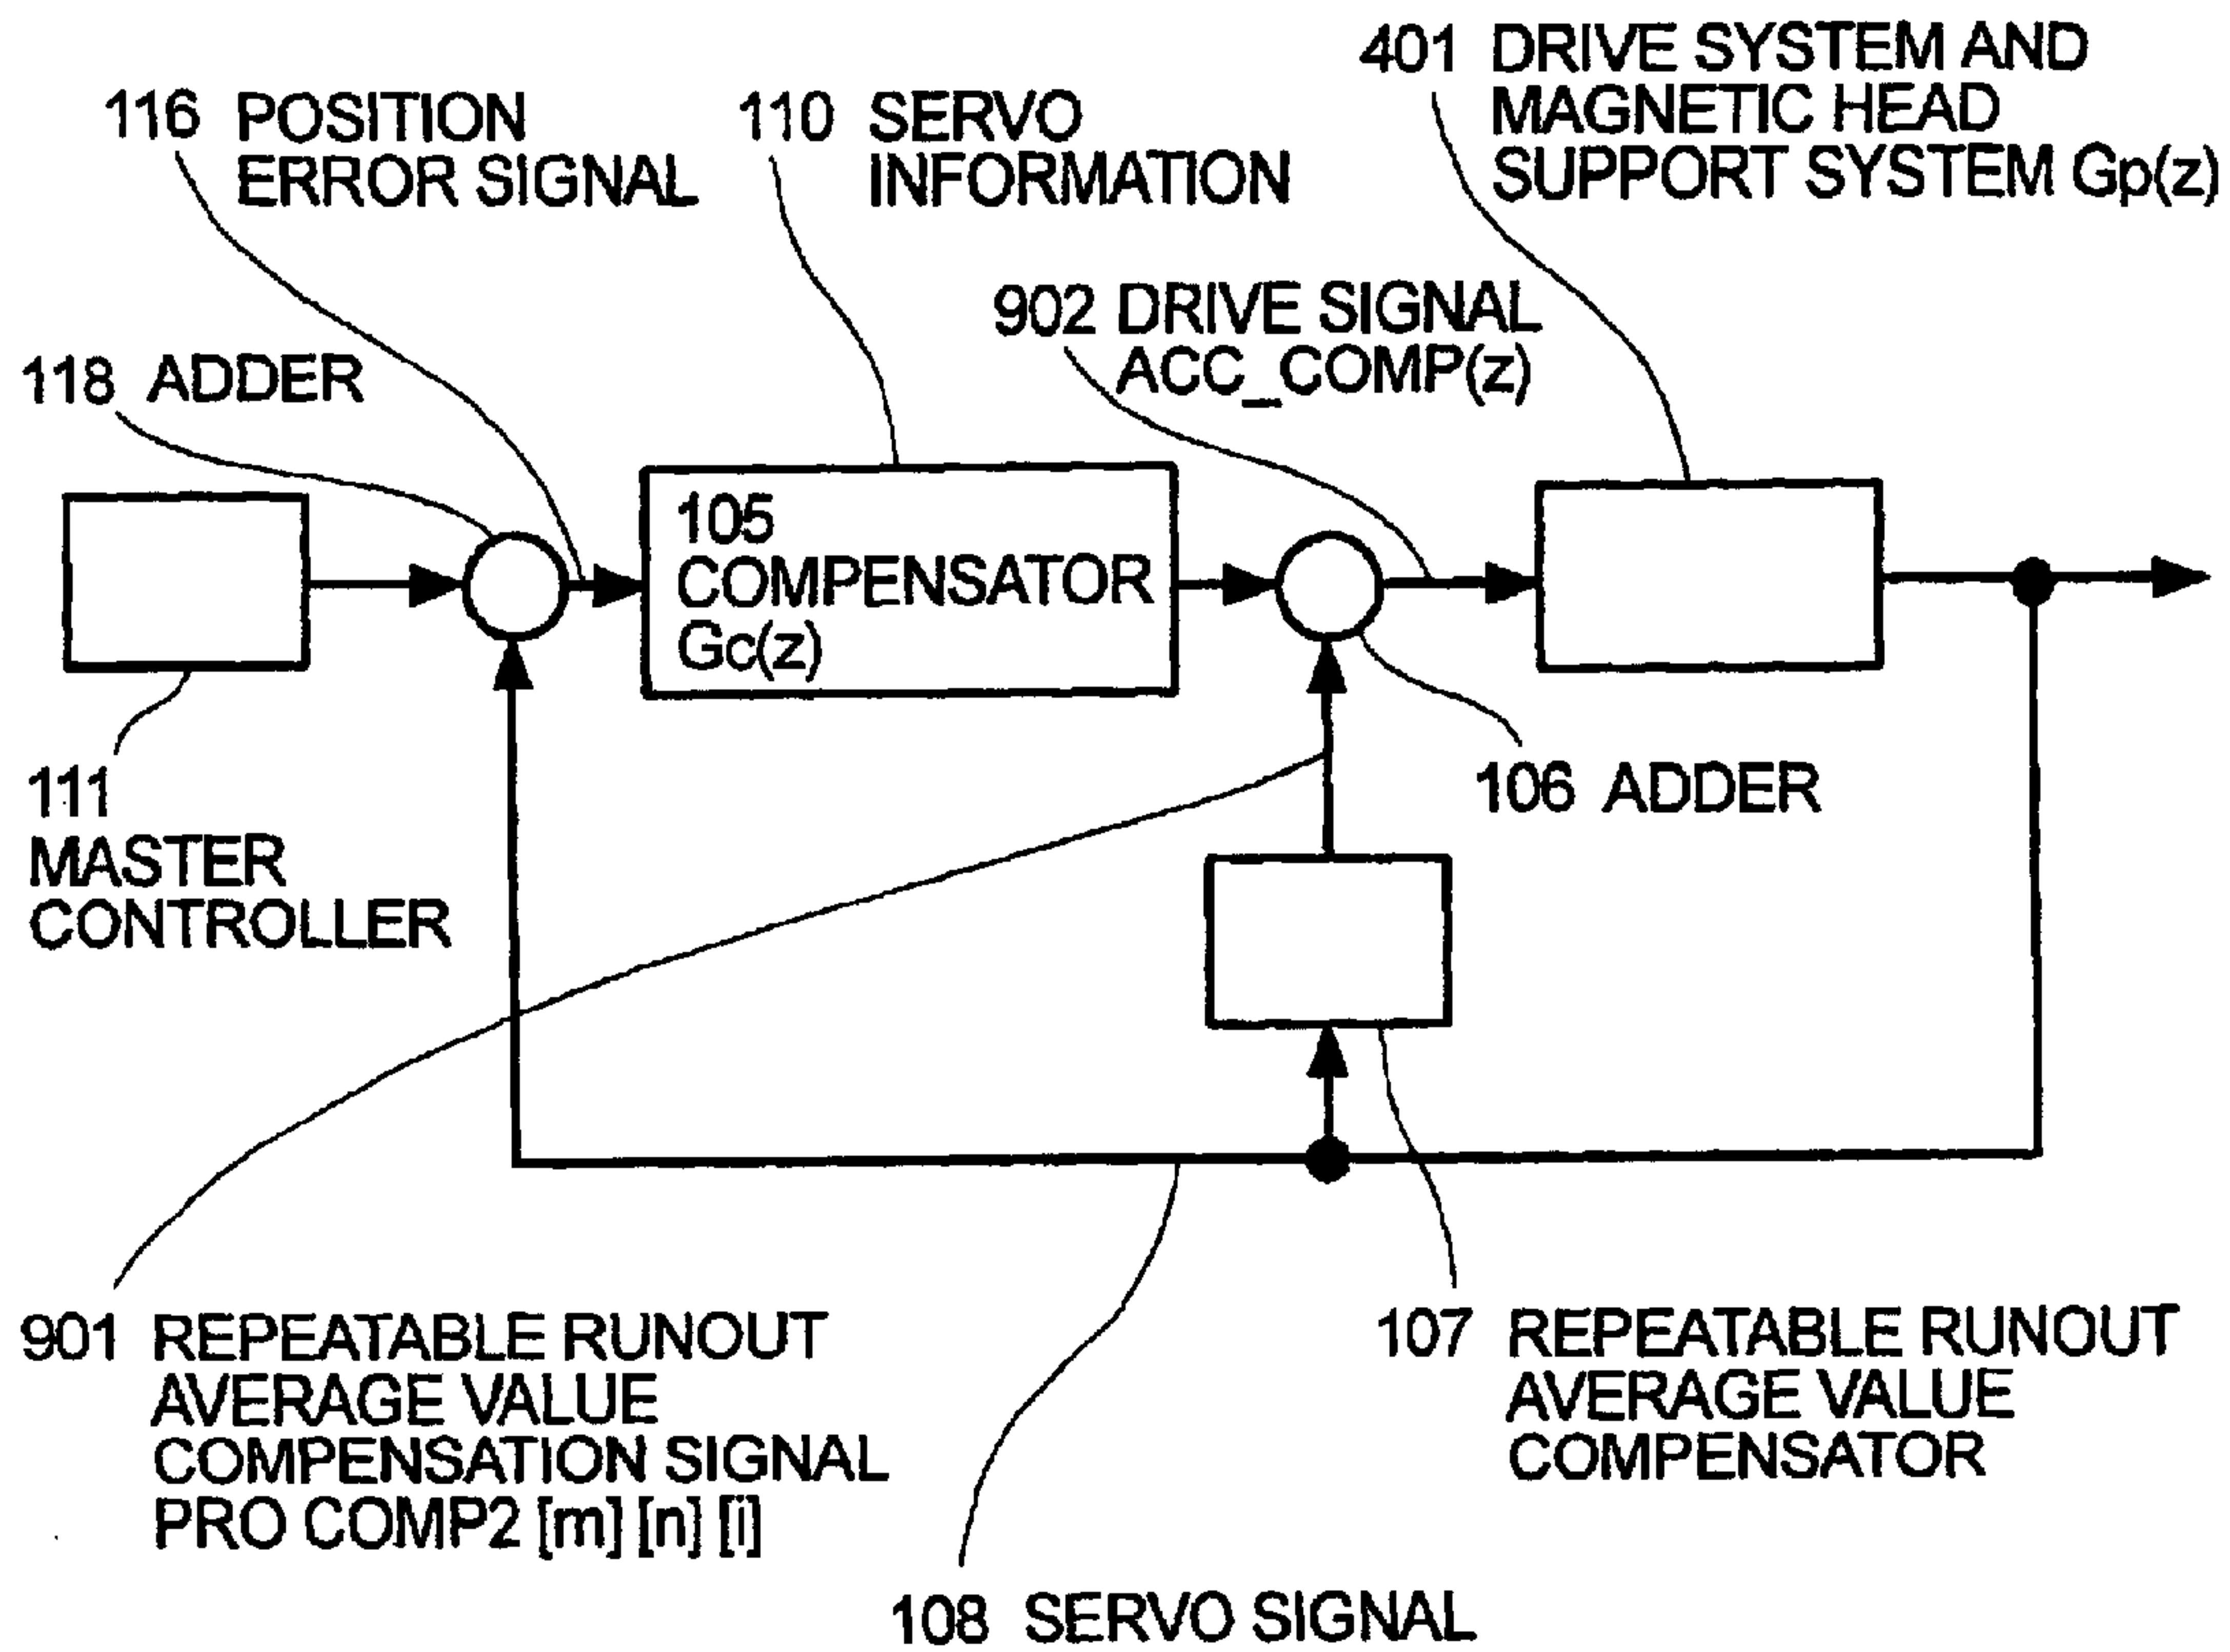 401 DRIVE SYSTEM AND
MAGNETIC HEAD
SUPPORT SYSTEM Gp(z)
116 POSITION
ERROR SIGNAL
110 SERVO
INFORMATION
902 DRIVE SIGNAL
ACC_COMP(z)
118 ADDER
105
COMPENSATOR
Gc(z)
111
MASTER
CONTROLLER
106 ADDER
901 REPEATABLE RUNOUT
AVERAGE VALUE
COMPENSATION SIGNAL
PRO COMP2 [m] [n] [i]
107 REPEATABLE RUNOUT
AVERAGE VALUE
COMPENSATOR
108 SERVO SIGNAL